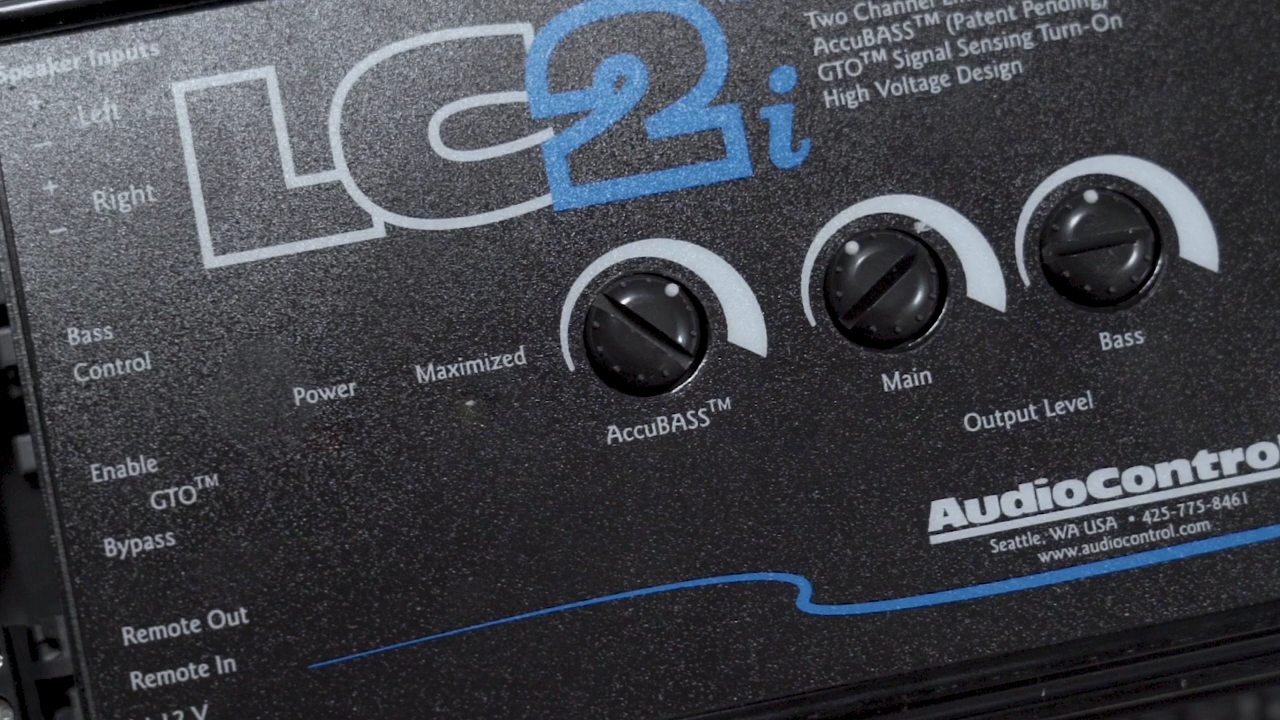 Speaker Inputs
Left
Right
LC2i
Two Channel
AccuBASS™ (Patent Pending)
GTO™ Signal Sensing Turn-On
High Voltage Design
+
−
+
−
Bass
Control
Power
Maximized
AccuBASS™
Main
Bass
Output Level
Enable
GTO™
Bypass
AudioControl
Seattle, WA USA • 425-775-8461
www.audiocontrol.com
Remote Out
Remote In
12 V